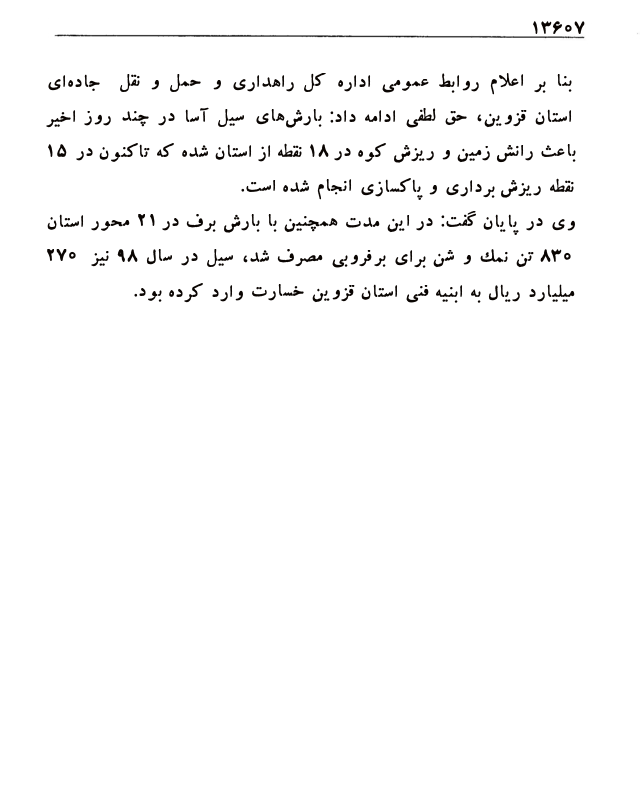 ۱۳۶۰۷
بنا بر اعلام روابط عمومی اداره کل راهداری و حمل و نقل جاده‌ای
استان قزوین، حق لطفی ادامه داد: بارش‌های سیل آسا در چند روز اخیر
باعث رانش زمین و ریزش کوه در ۱۸ نقطه از استان شده که تاکنون در ۱۵
نقطه ریزش برداری و پاکسازی انجام شده است.
وی در پایان گفت: در این مدت همچنین با بارش برف در ۲۱ محور استان
۸۳۰ تن نمک و شن برای برفروبی مصرف شد، سیل در سال ۹۸ نیز ۲۷۰
میلیارد ریال به ابنیه فنی استان قزوین خسارت وارد کرده بود.